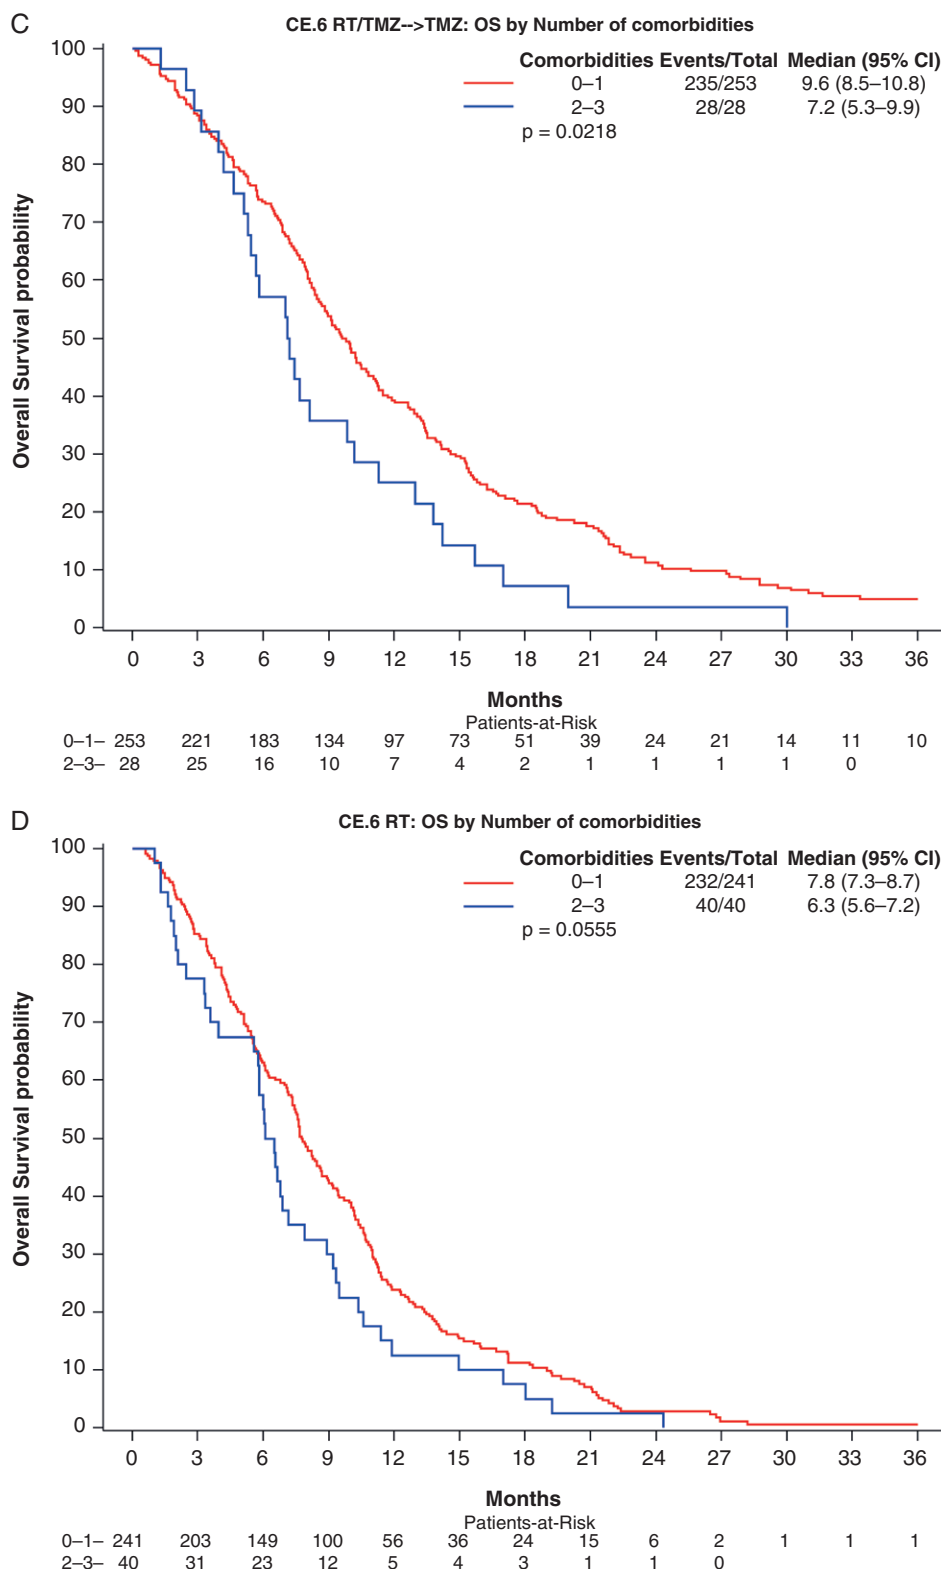 C
CE.6 RT/TMZ-->TMZ: OS by Number of comorbidities
Comorbidities Events/Total Median (95% CI)
0–1 235/253 9.6 (8.5–10.8)
2–3 28/28 7.2 (5.3–9.9)
p = 0.0218
Overall Survival probability
100
90
80
70
60
50
40
30
20
10
0
0 3 6 9 12 15 18 21 24 27 30 33 36
Months
Patients-at-Risk
0–1– 253 221 183 134 97 73 51 39 24 21 14 11 10
2–3– 28 25 16 10 7 4 2 1 1 1 1 0
D
CE.6 RT: OS by Number of comorbidities
Comorbidities Events/Total Median (95% CI)
0–1 232/241 7.8 (7.3–8.7)
2–3 40/40 6.3 (5.6–7.2)
p = 0.0555
Overall Survival probability
100
90
80
70
60
50
40
30
20
10
0
0 3 6 9 12 15 18 21 24 27 30 33 36
Months
Patients-at-Risk
0–1– 241 203 149 100 56 36 24 15 6 2 1 1 1
2–3– 40 31 23 12 5 4 3 1 1 0